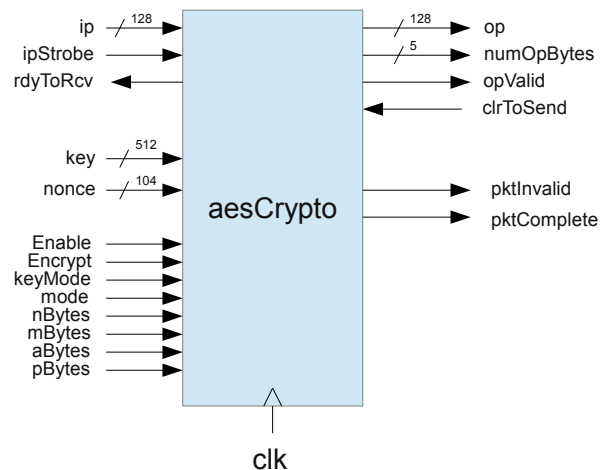 ip 128 128 op
ipStrobe 5 numOpBytes
rdyToRcv opValid
clrToSend
key 512
nonce 104 pktInvalid
aesCrypto
pktComplete
Enable
Encrypt
keyMode
mode
nBytes
mBytes
aBytes
pBytes
clk